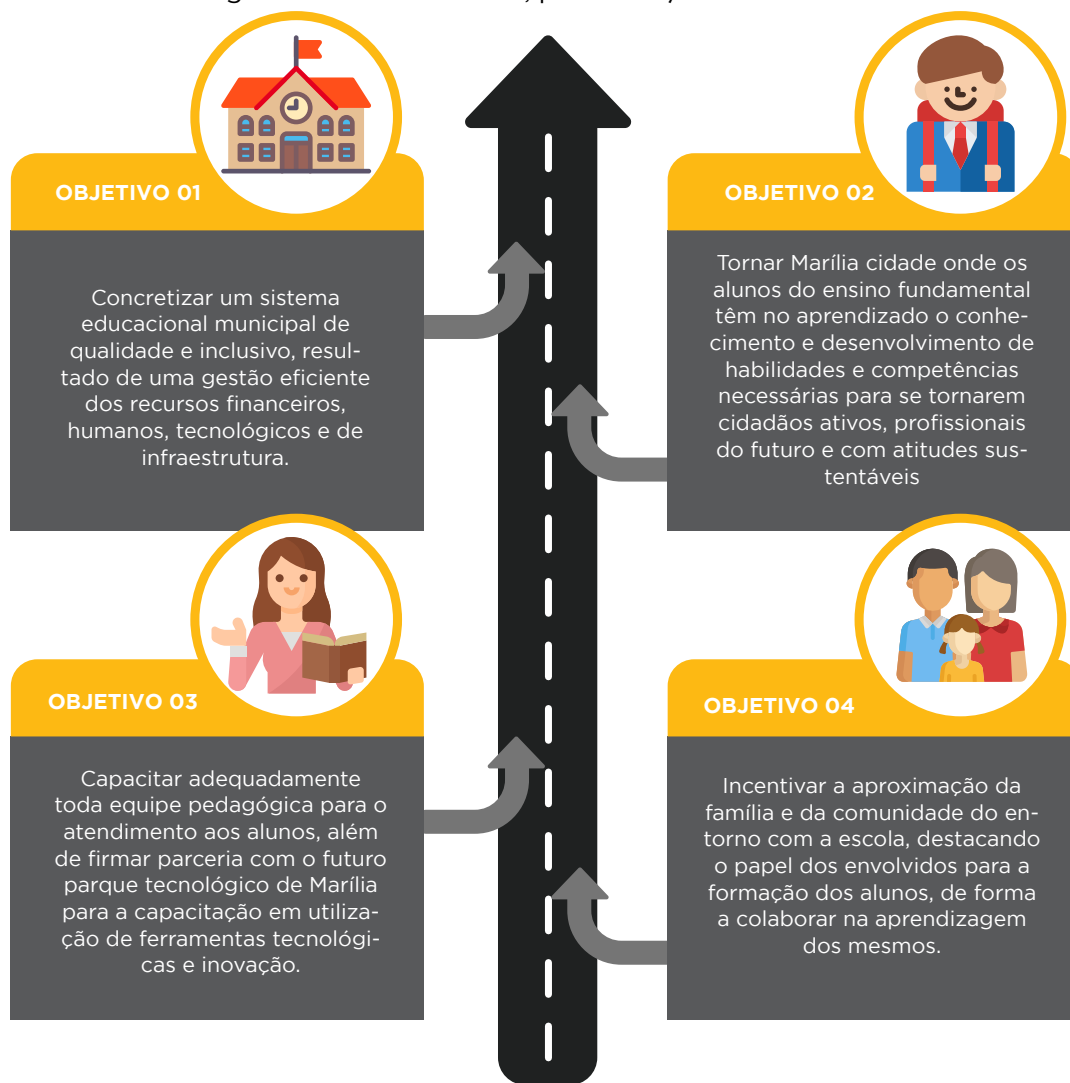 OBJETIVO 01
Concretizar um sistema
educacional municipal de
qualidade e inclusivo, resul-
tado de uma gestão eficiente
dos recursos financeiros,
humanos, tecnológicos e de
infraestrutura.
OBJETIVO 02
Tornar Marília cidade onde os
alunos do ensino fundamental
têm no aprendizado o conhe-
cimento e desenvolvimento de
habilidades e competências
necessárias para se tornarem
cidadãos ativos, profissionais
do futuro e com atitudes sus-
tentáveis
OBJETIVO 03
Capacitar adequadamente
toda equipe pedagógica para o
atendimento aos alunos, além
de firmar parceria com o futuro
parque tecnológico de Marília
para a capacitação em utiliza-
ção de ferramentas tecnológi-
cas e inovação.
OBJETIVO 04
Incentivar a aproximação da
família e da comunidade do en-
torno com a escola, destacando
o papel dos envolvidos para a
formação dos alunos, de forma
a colaborar na aprendizagem
dos mesmos.